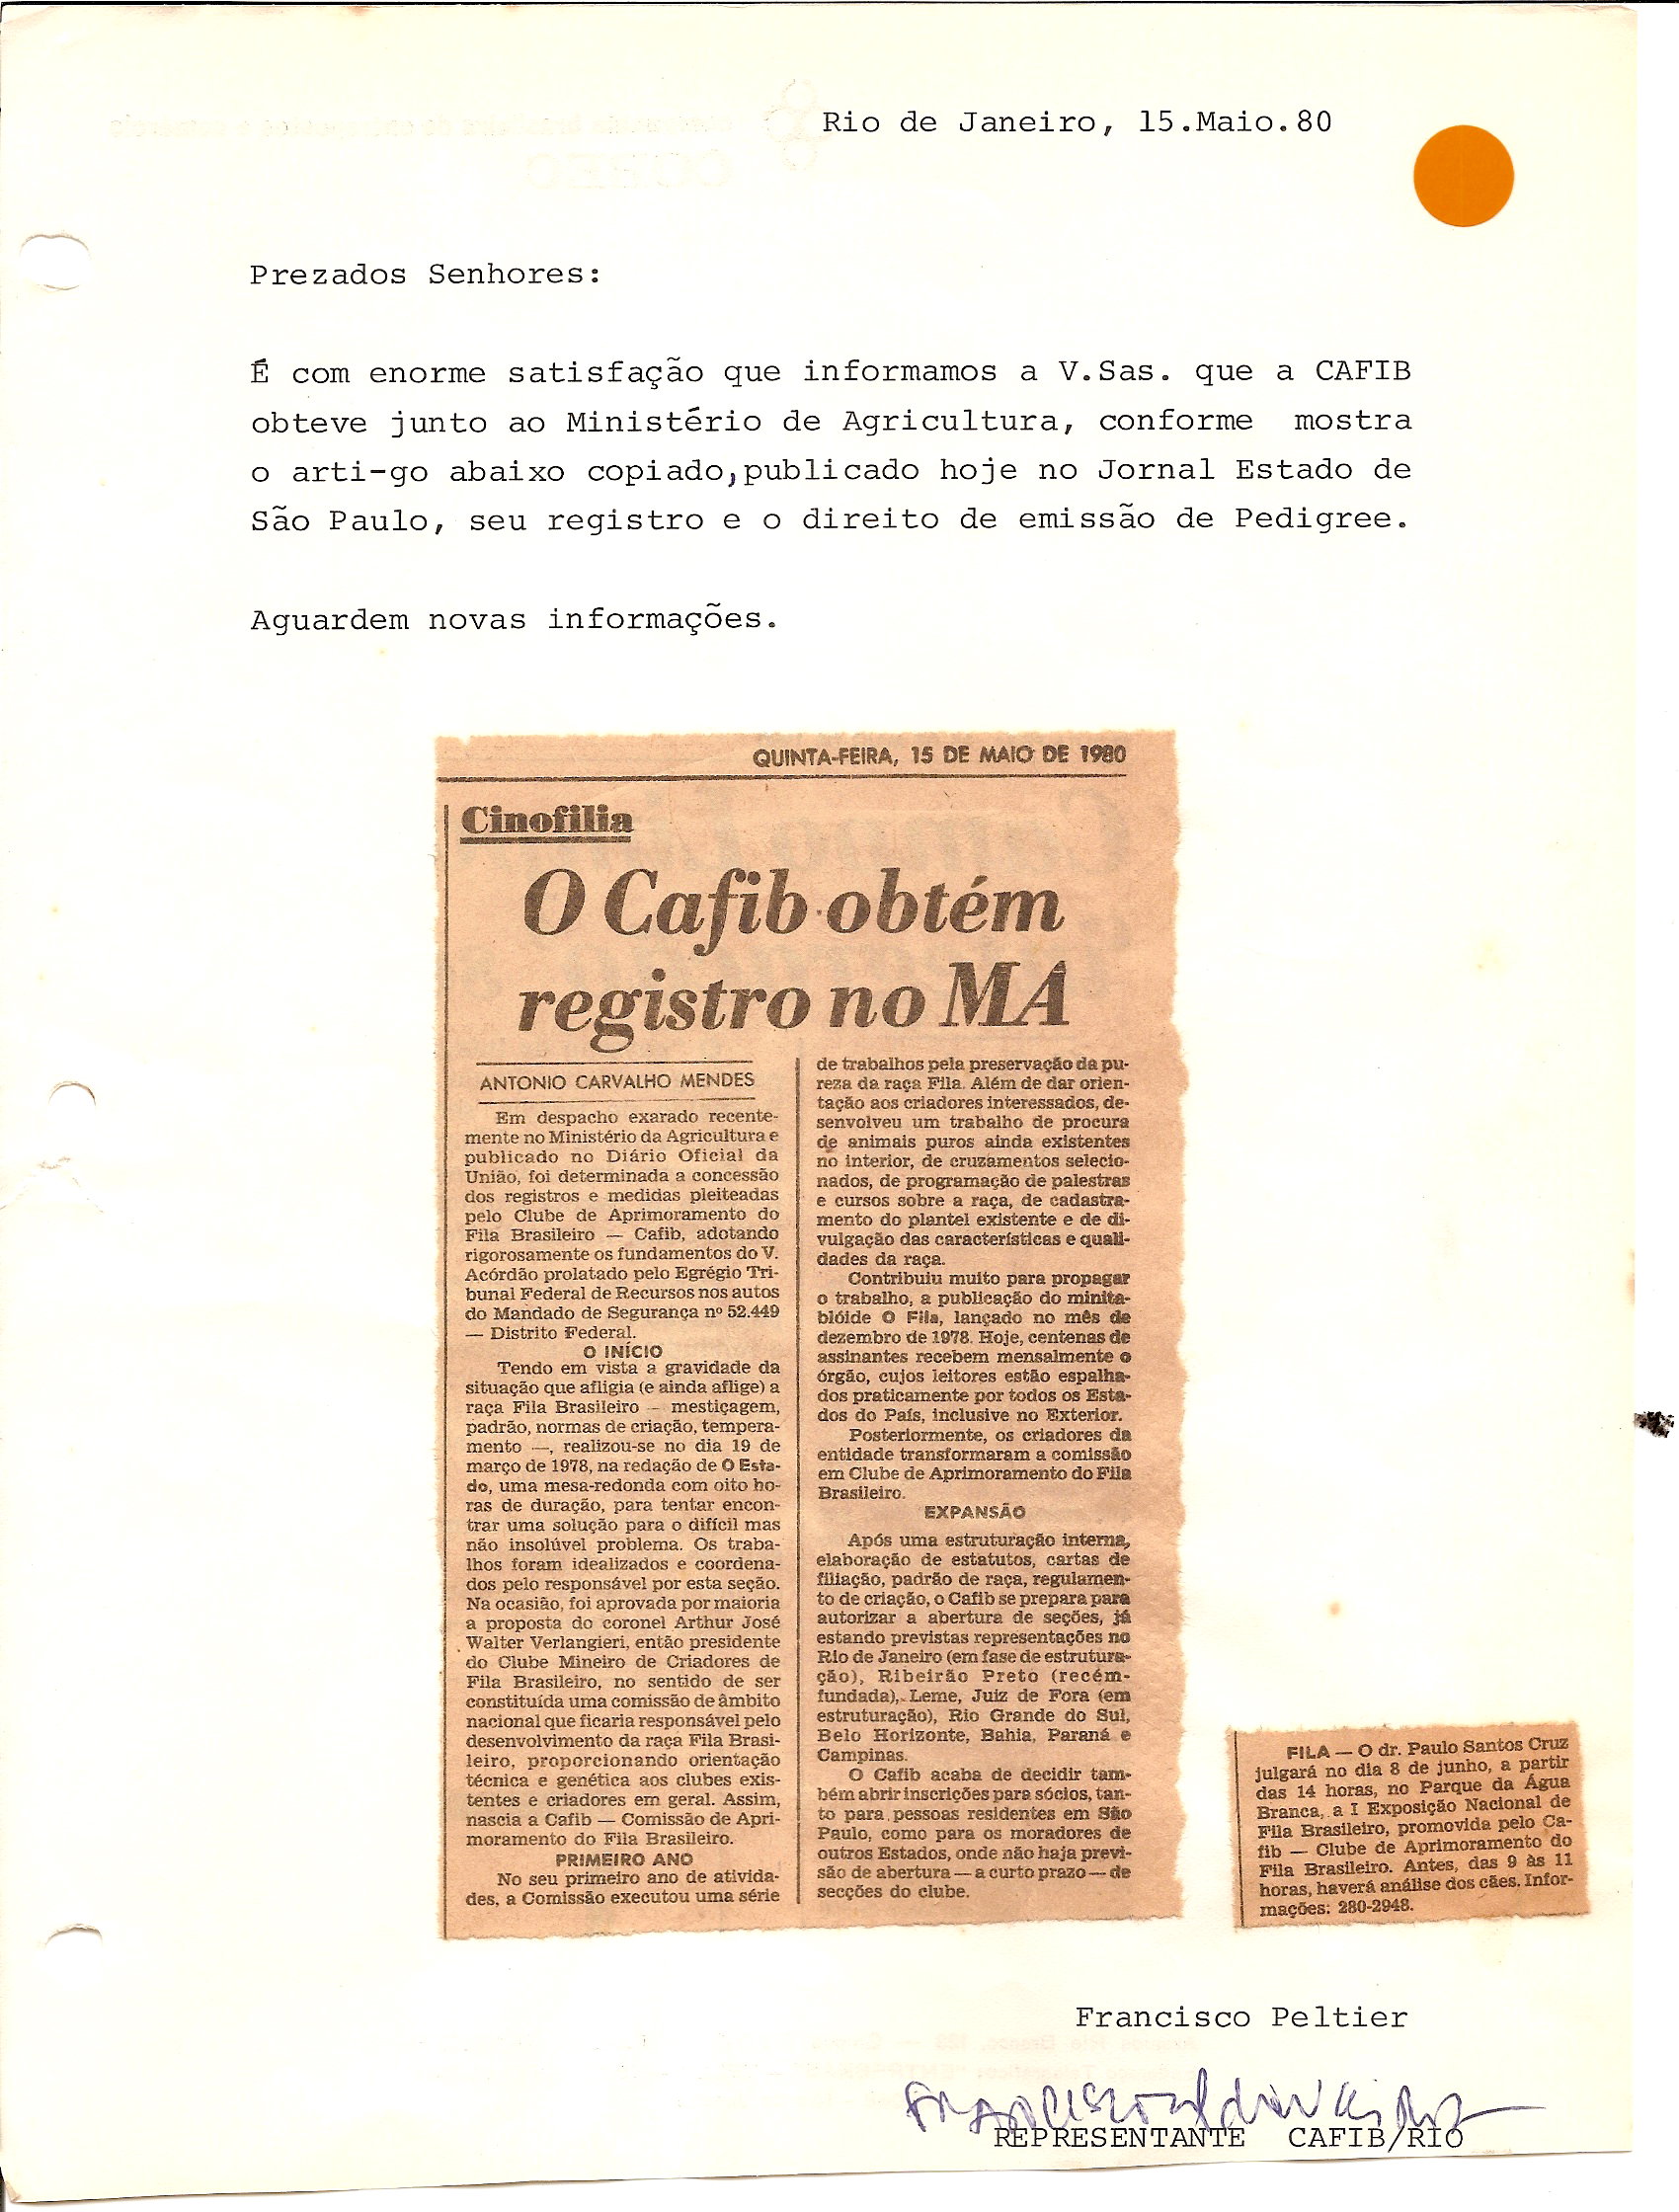 Rio de Janeiro, 15.Maio.80
Prezados Senhores:
É com enorme satisfação que informamos a V.Sas. que a CAFIB
obteve junto ao Ministério de Agricultura, conforme mostra
o arti-go abaixo copiado,publicado hoje no Jornal Estado de
São Paulo, seu registro e o direito de emissão de Pedigree.
Aguardem novas informações.
QUINTA-FEIRA, 15 DE MAIO DE 1980
Cinofilia
O Cafib obtém
registro no MA
ANTONIO CARVALHO MENDES
Em despacho exarado recente-
mente no Ministério da Agricultura e
publicado no Diário Oficial da
União, foi determinada a concessão
dos registros e medidas pleiteadas
pelo Clube de Aprimoramento do
Fila Brasileiro — Cafib, adotando
rigorosamente os fundamentos do V.
Acórdão prolatado pelo Egrégio Tri-
bunal Federal de Recursos nos autos
do Mandado de Segurança nº 52.449
— Distrito Federal.
O INÍCIO
Tendo em vista a gravidade da
situação que afligia (e ainda aflige) a
raça Fila Brasileiro — mestiçagem,
padrão, normas de criação, tempera-
mento —, realizou-se no dia 19 de
março de 1978, na redação de O Esta-
do, uma mesa-redonda com oito ho-
ras de duração, para tentar encon-
trar uma solução para o difícil mas
não insolúvel problema. Os traba-
lhos foram idealizados e coordena-
dos pelo responsável por esta seção.
Na ocasião, foi aprovada por maioria
a proposta do coronel Arthur José
Walter Verlangieri, então presidente
do Clube Mineiro de Criadores de
Fila Brasileiro, no sentido de ser
constituída uma comissão de âmbito
nacional que ficaria responsável pelo
desenvolvimento da raça Fila Brasi-
leiro, proporcionando orientação
técnica e genética aos clubes exis-
tentes e criadores em geral. Assim,
nascia a Cafib — Comissão de Apri-
moramento do Fila Brasileiro.
PRIMEIRO ANO
No seu primeiro ano de ativida-
des, a Comissão executou uma série
de trabalhos pela preservação da pu-
reza da raça Fila. Além de dar orien-
tação aos criadores interessados, de-
senvolveu um trabalho de procura
de animais puros ainda existentes
no interior, de cruzamentos selecio-
nados, de programação de palestras
e cursos sobre a raça, de cadastra-
mento do plantel existente e de di-
vulgação das características e quali-
dades da raça.
Contribuiu muito para propagar
o trabalho, a publicação do minita-
blóide O Fila, lançado no mês de
dezembro de 1978. Hoje, centenas de
assinantes recebem mensalmente o
órgão, cujos leitores estão espalha-
dos praticamente por todos os Esta-
dos do País, inclusive no Exterior.
Posteriormente, os criadores da
entidade transformaram a comissão
em Clube de Aprimoramento do Fila
Brasileiro.
EXPANSÃO
Após uma estruturação interna,
elaboração de estatutos, cartas de
filiação, padrão de raça, regulamen-
to de criação, o Cafib se prepara para
autorizar a abertura de seções, já
estando previstas representações no
Rio de Janeiro (em fase de estrutura-
ção), Ribeirão Preto (recém-
fundada), Leme, Juiz de Fora (em
estruturação), Rio Grande do Sul,
Belo Horizonte, Bahia, Paraná e
Campinas.
O Cafib acaba de decidir tam-
bém abrir inscrições para sócios, tan-
to para pessoas residentes em São
Paulo, como para os moradores de
outros Estados, onde não haja previ-
são de abertura — a curto prazo — de
secções do clube.
FILA — O dr. Paulo Santos Cruz
julgará no dia 8 de junho, a partir
das 14 horas, no Parque da Água
Branca, a I Exposição Nacional de
Fila Brasileiro, promovida pelo Ca-
fib — Clube de Aprimoramento do
Fila Brasileiro. Antes, das 9 às 11
horas, haverá análise dos cães. Infor-
mações: 280-2948.
Francisco Peltier
REPRESENTANTE CAFIB/RIO